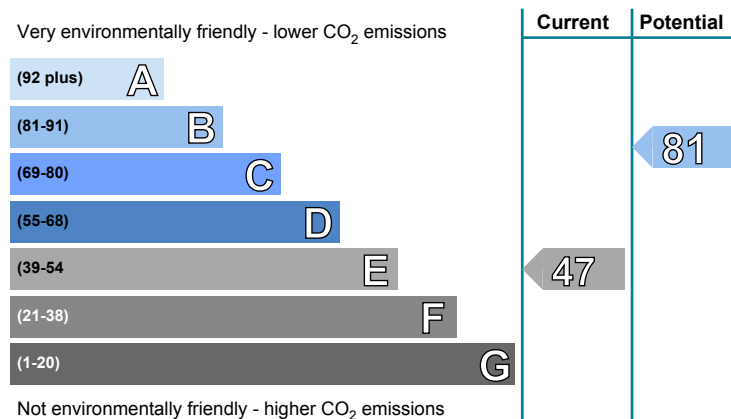 Very environmentally friendly - lower CO₂ emissions
Current
Potential
(92 plus) A
(81-91) B
81
(69-80) C
(55-68) D
(39-54 E
47
(21-38) F
(1-20) G
Not environmentally friendly - higher CO₂ emissions